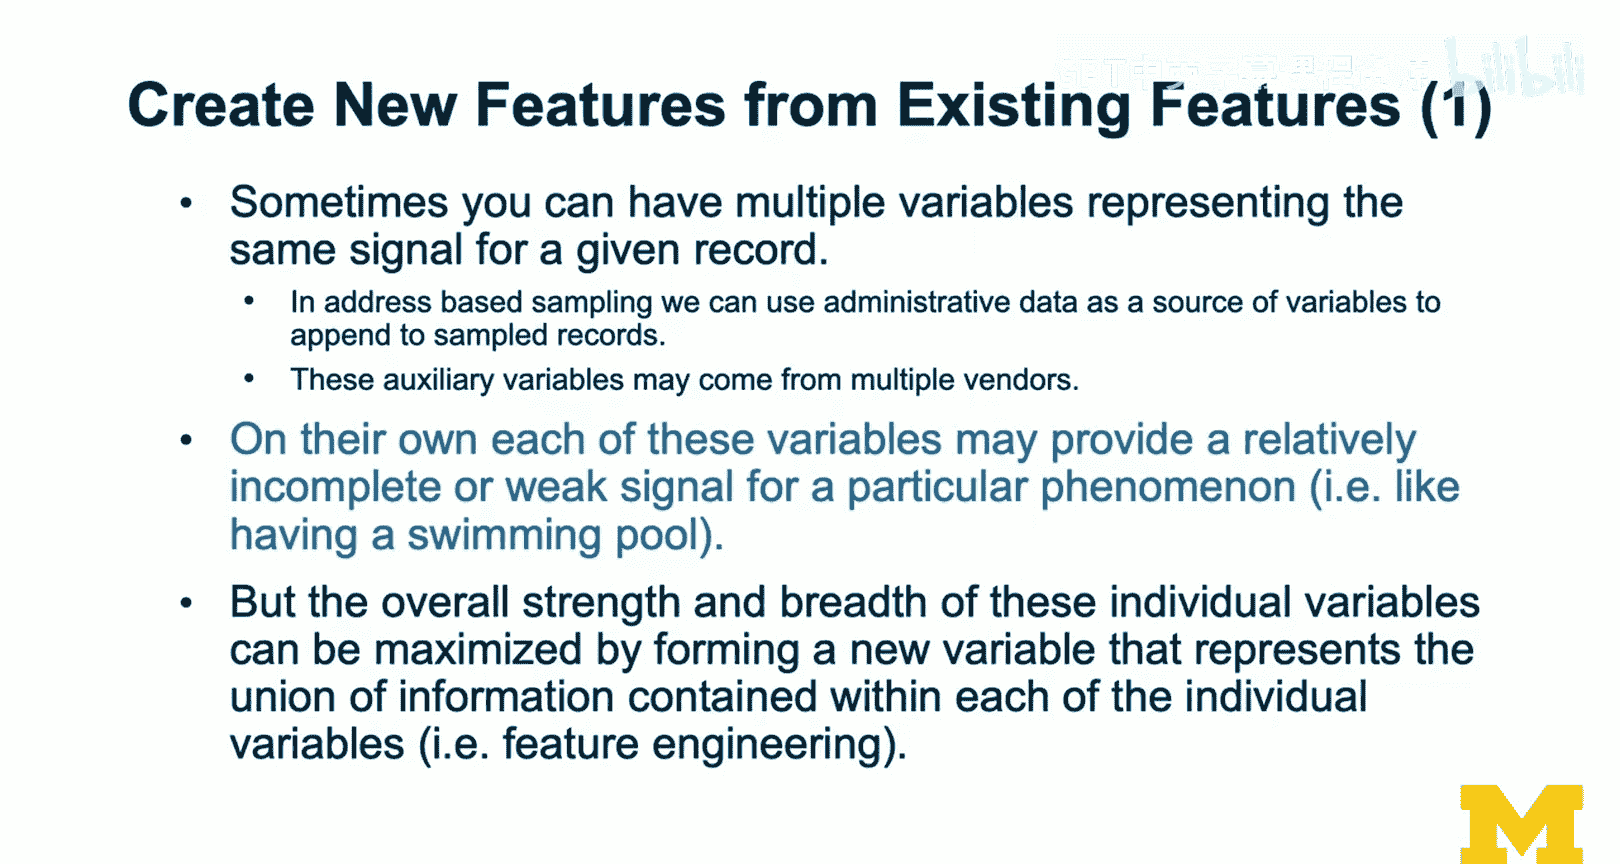 Create New Features from Existing Features (1)
• Sometimes you can have multiple variables representing the
same signal for a given record.
• In address based sampling we can use administrative data as a source of variables to
append to sampled records.
• These auxiliary variables may come from multiple vendors.
• On their own each of these variables may provide a relatively
incomplete or weak signal for a particular phenomenon (i.e. like
having a swimming pool).
• But the overall strength and breadth of these individual variables
can be maximized by forming a new variable that represents the
union of information contained within each of the individual
variables (i.e. feature engineering).
bilibili
M